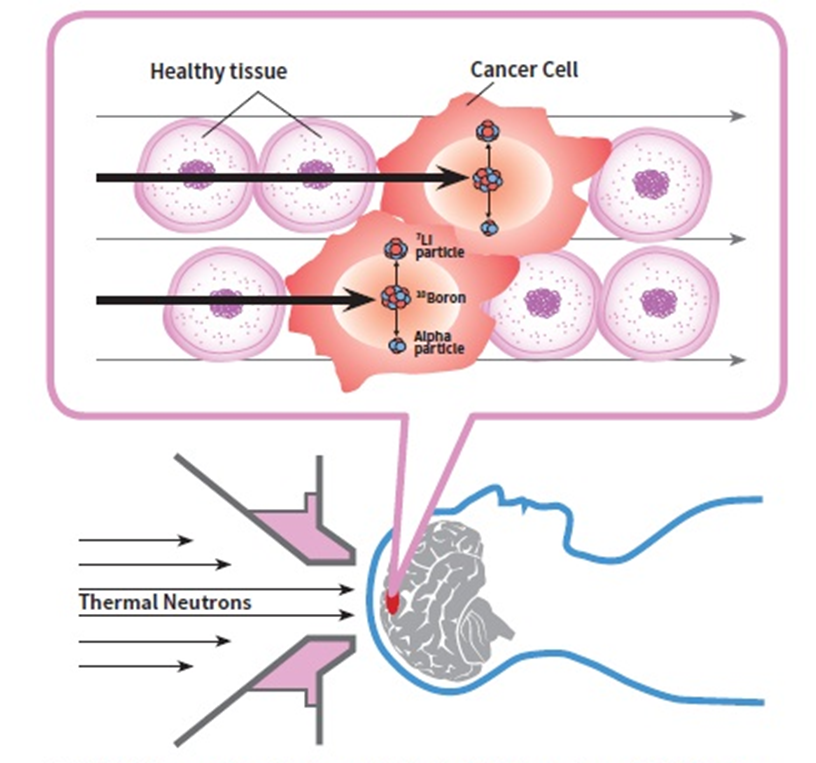 Healthy tissue
Cancer Cell
⁷LI
particle
¹⁰Boron
Alpha
particle
Thermal Neutrons